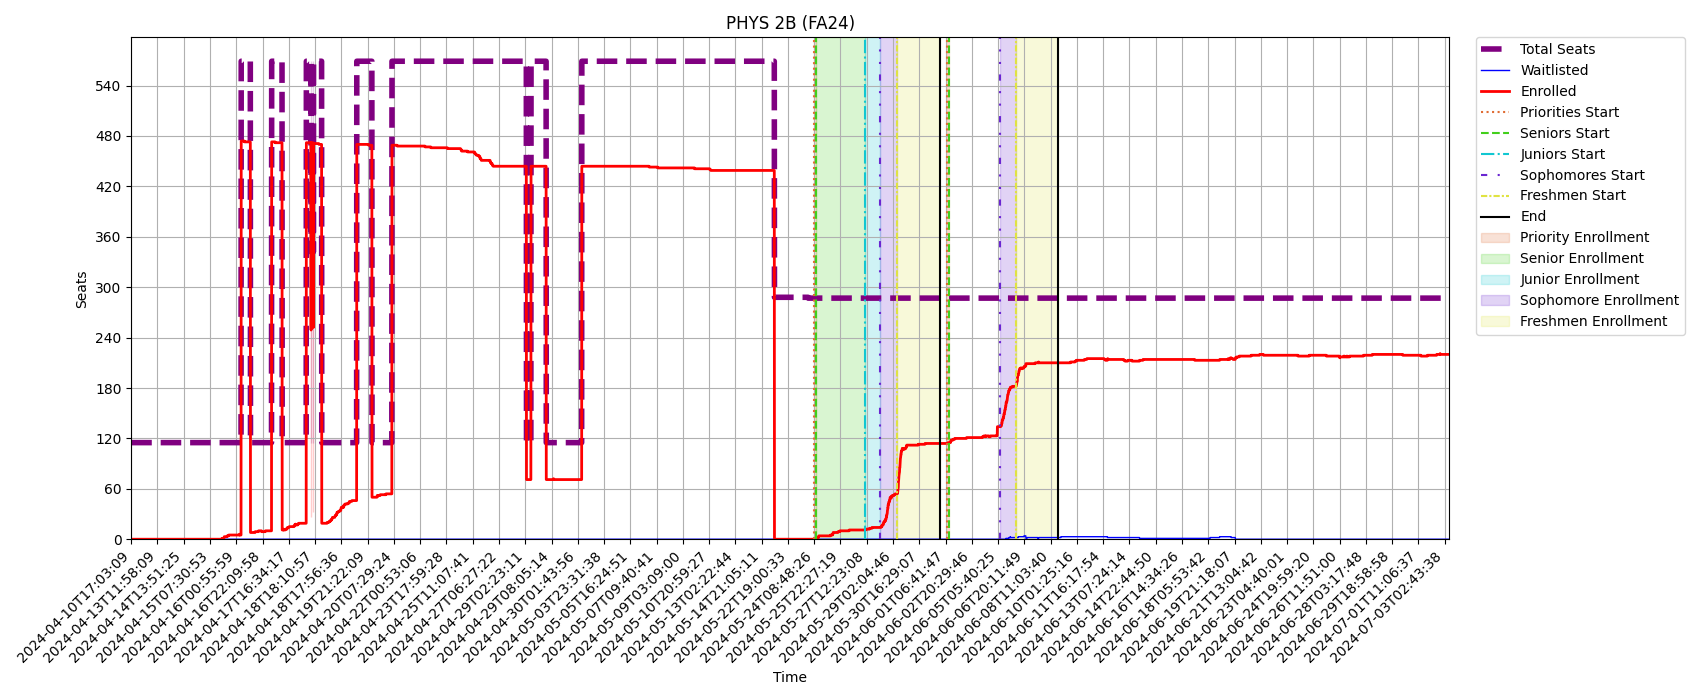 PHYS 2B (FA24)
Seats
540
480
420
360
300
240
180
120
60
0
2024-04-10T17:03:09
2024-04-13T11:58:09
2024-04-14T13:51:25
2024-04-15T07:30:53
2024-04-16T00:55:59
2024-04-16T22:09:58
2024-04-17T16:34:17
2024-04-18T18:10:57
2024-04-18T17:56:36
2024-04-19T21:22:09
2024-04-20T07:29:24
2024-04-22T00:53:06
2024-04-23T17:59:28
2024-04-25T11:07:41
2024-04-27T06:27:22
2024-04-29T02:23:11
2024-04-29T08:05:14
2024-04-30T01:43:56
2024-05-03T23:31:38
2024-05-05T16:24:51
2024-05-07T09:40:41
2024-05-09T03:09:00
2024-05-10T20:59:27
2024-05-13T02:22:44
2024-05-14T21:05:11
2024-05-22T19:00:33
2024-05-24T08:48:26
2024-05-25T22:27:19
2024-05-27T12:23:08
2024-05-29T02:04:46
2024-05-30T16:29:07
2024-06-01T06:41:47
2024-06-02T20:29:46
2024-06-05T05:40:25
2024-06-06T20:11:49
2024-06-08T11:03:40
2024-06-10T01:25:16
2024-06-11T16:17:54
2024-06-13T07:24:14
2024-06-14T22:44:50
2024-06-16T14:34:26
2024-06-18T05:53:42
2024-06-19T21:18:07
2024-06-21T13:04:42
2024-06-23T04:40:01
2024-06-24T19:59:20
2024-06-26T11:51:00
2024-06-28T03:17:48
2024-06-29T18:58:58
2024-07-01T11:06:37
2024-07-03T02:43:38
Time
Total Seats
Waitlisted
Enrolled
Priorities Start
Seniors Start
Juniors Start
Sophomores Start
Freshmen Start
End
Priority Enrollment
Senior Enrollment
Junior Enrollment
Sophomore Enrollment
Freshmen Enrollment